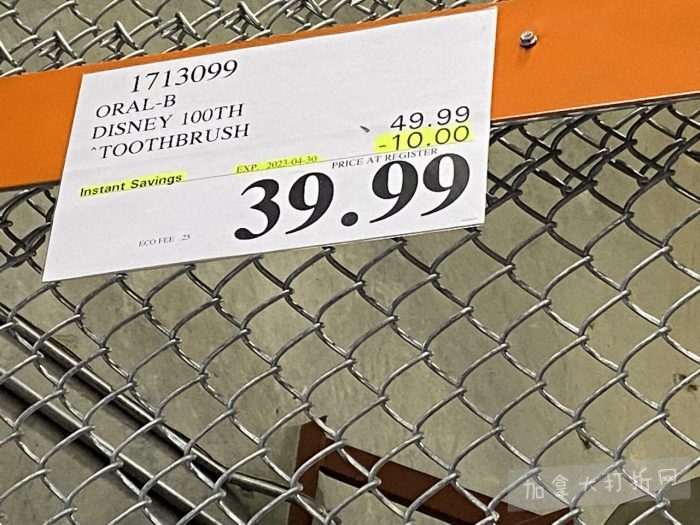 1713099
ORAL-B
DISNEY 100TH
^TOOTHBRUSH
49.99
-10.00
Instant Savings
EXP. 2023-04-30
PRICE AT REGISTER
39.99
ECO FEE .25
加拿大打折网